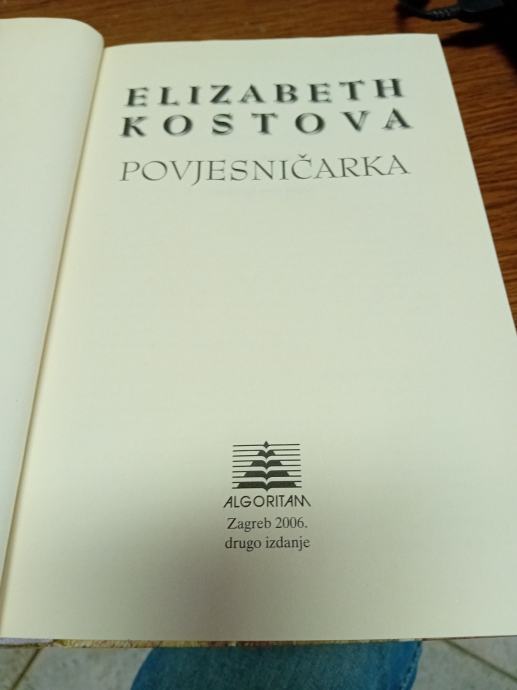 ELIZABETH
KOSTOVA
POVJESNIČARKA
ALGORITAM
Zagreb 2006.
drugo izdanje